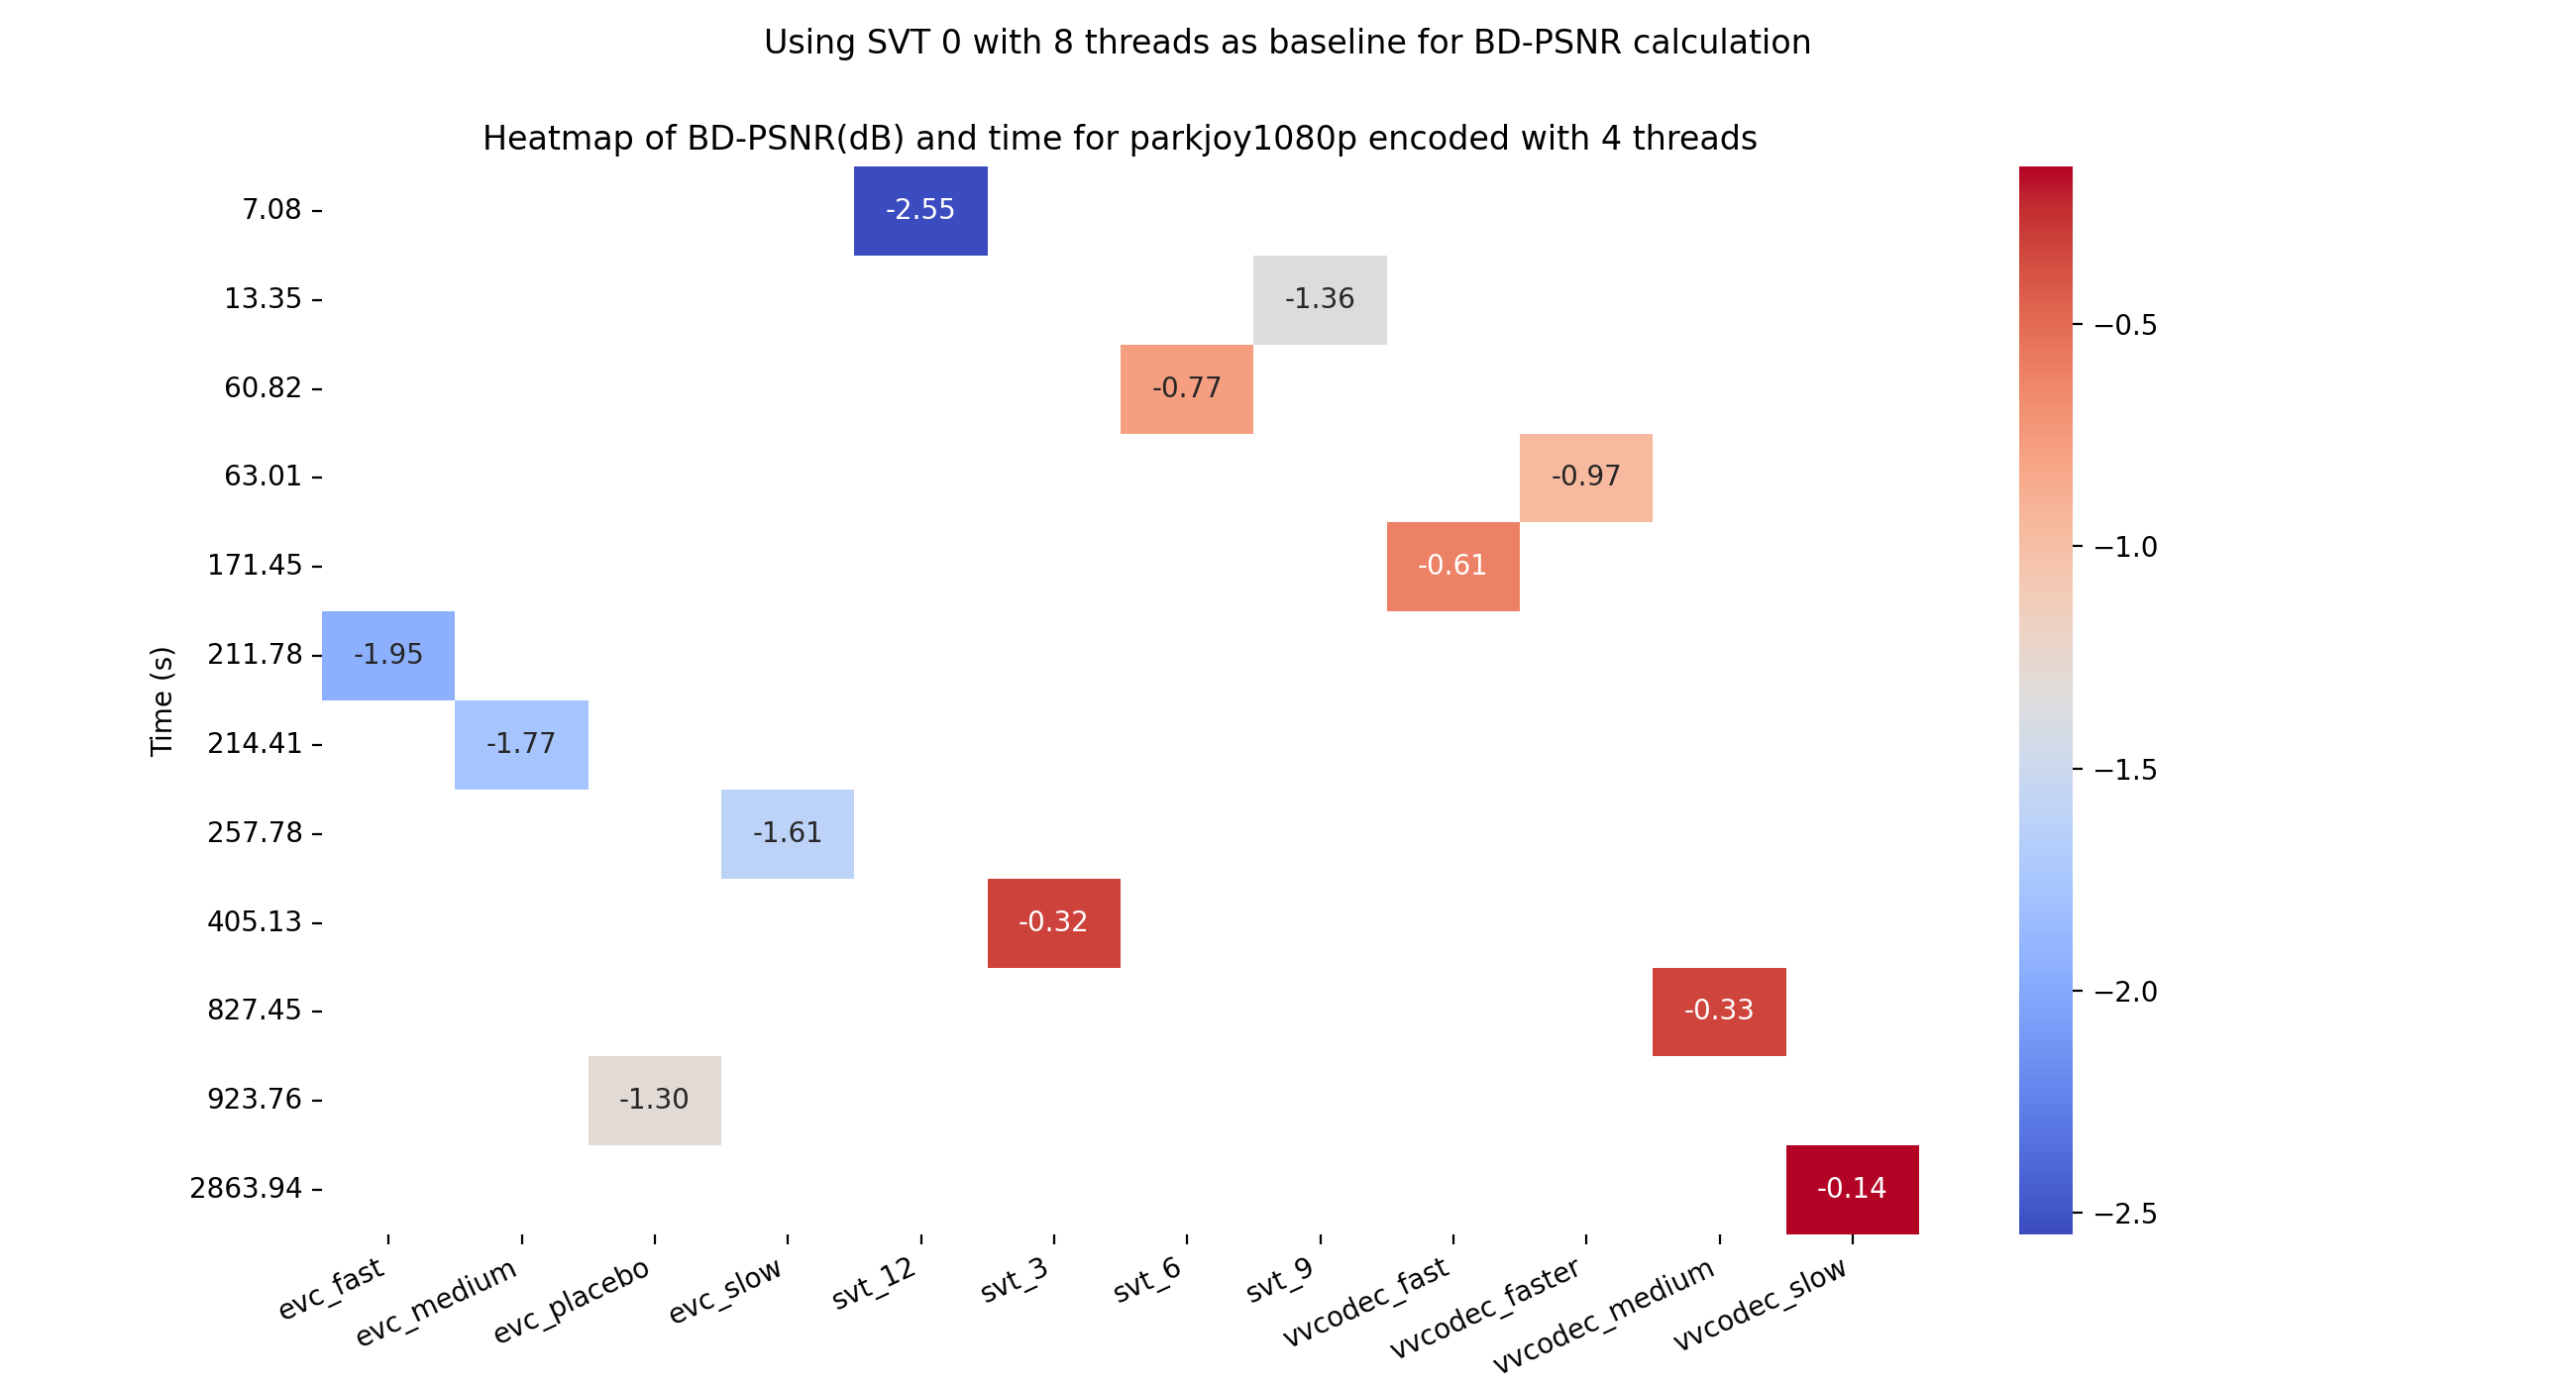 Using SVT 0 with 8 threads as baseline for BD-PSNR calculation
Heatmap of BD-PSNR(dB) and time for parkjoy1080p encoded with 4 threads
Time (s)
7.08
-2.55
13.35
-1.36
60.82
-0.77
63.01
-0.97
171.45
-0.61
211.78
-1.95
214.41
-1.77
257.78
-1.61
405.13
-0.32
827.45
-0.33
923.76
-1.30
2863.94
-0.14
evc_fast
evc_medium
evc_placebo
evc_slow
svt_12
svt_3
svt_6
svt_9
vvcodec_fast
vvcodec_faster
vvcodec_medium
vvcodec_slow
−0.5
−1.0
−1.5
−2.0
−2.5